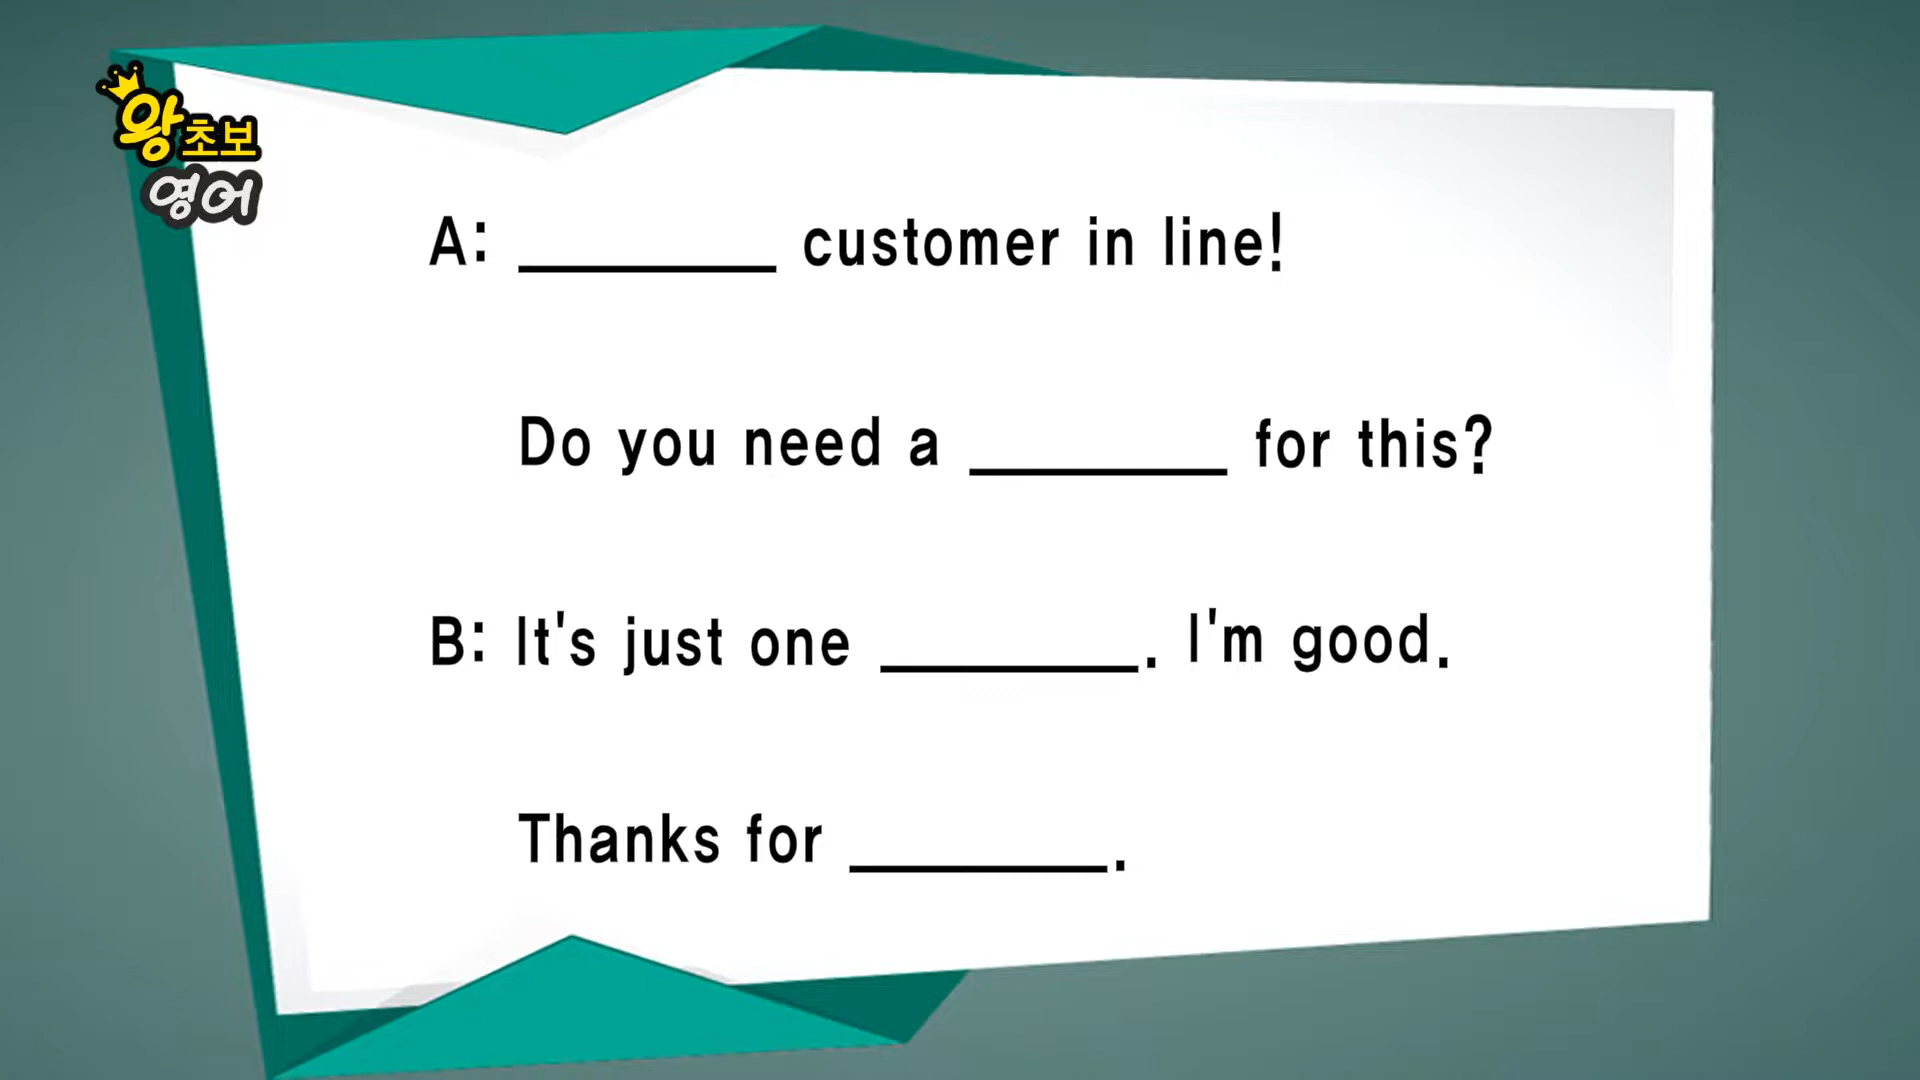 왕초보
영어
A: ________ customer in line!
Do you need a ________ for this?
B: It's just one ________. I'm good.
Thanks for ________.